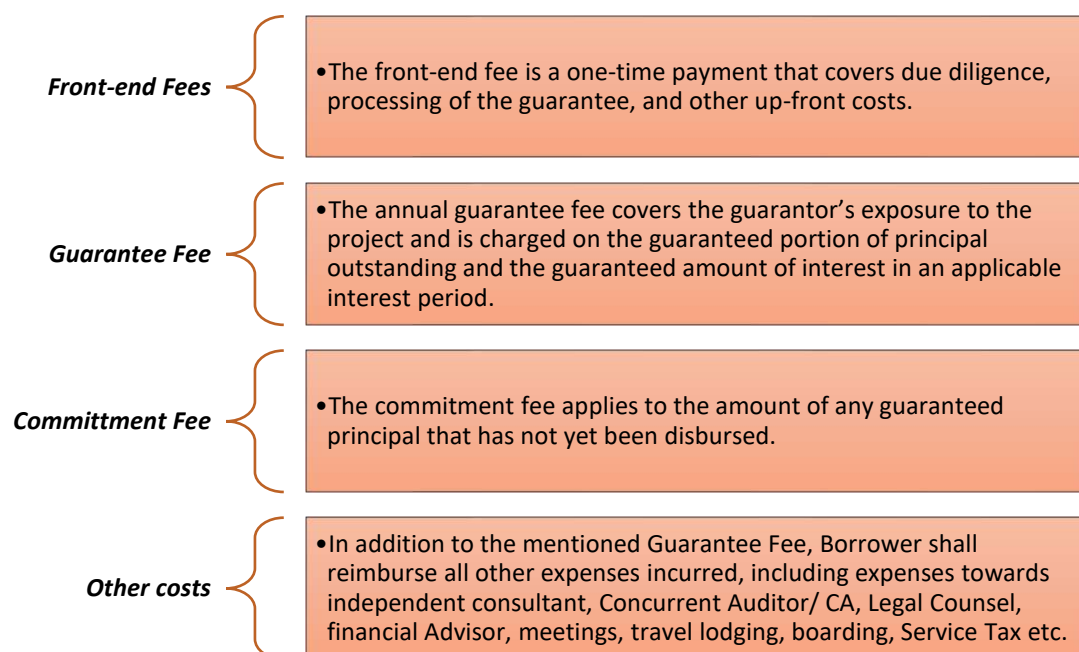 Front-end Fees
•The front-end fee is a one-time payment that covers due diligence,
processing of the guarantee, and other up-front costs.
Guarantee Fee
•The annual guarantee fee covers the guarantor’s exposure to the
project and is charged on the guaranteed portion of principal
outstanding and the guaranteed amount of interest in an applicable
interest period.
Committment Fee
•The commitment fee applies to the amount of any guaranteed
principal that has not yet been disbursed.
Other costs
•In addition to the mentioned Guarantee Fee, Borrower shall
reimburse all other expenses incurred, including expenses towards
independent consultant, Concurrent Auditor/ CA, Legal Counsel,
financial Advisor, meetings, travel lodging, boarding, Service Tax etc.